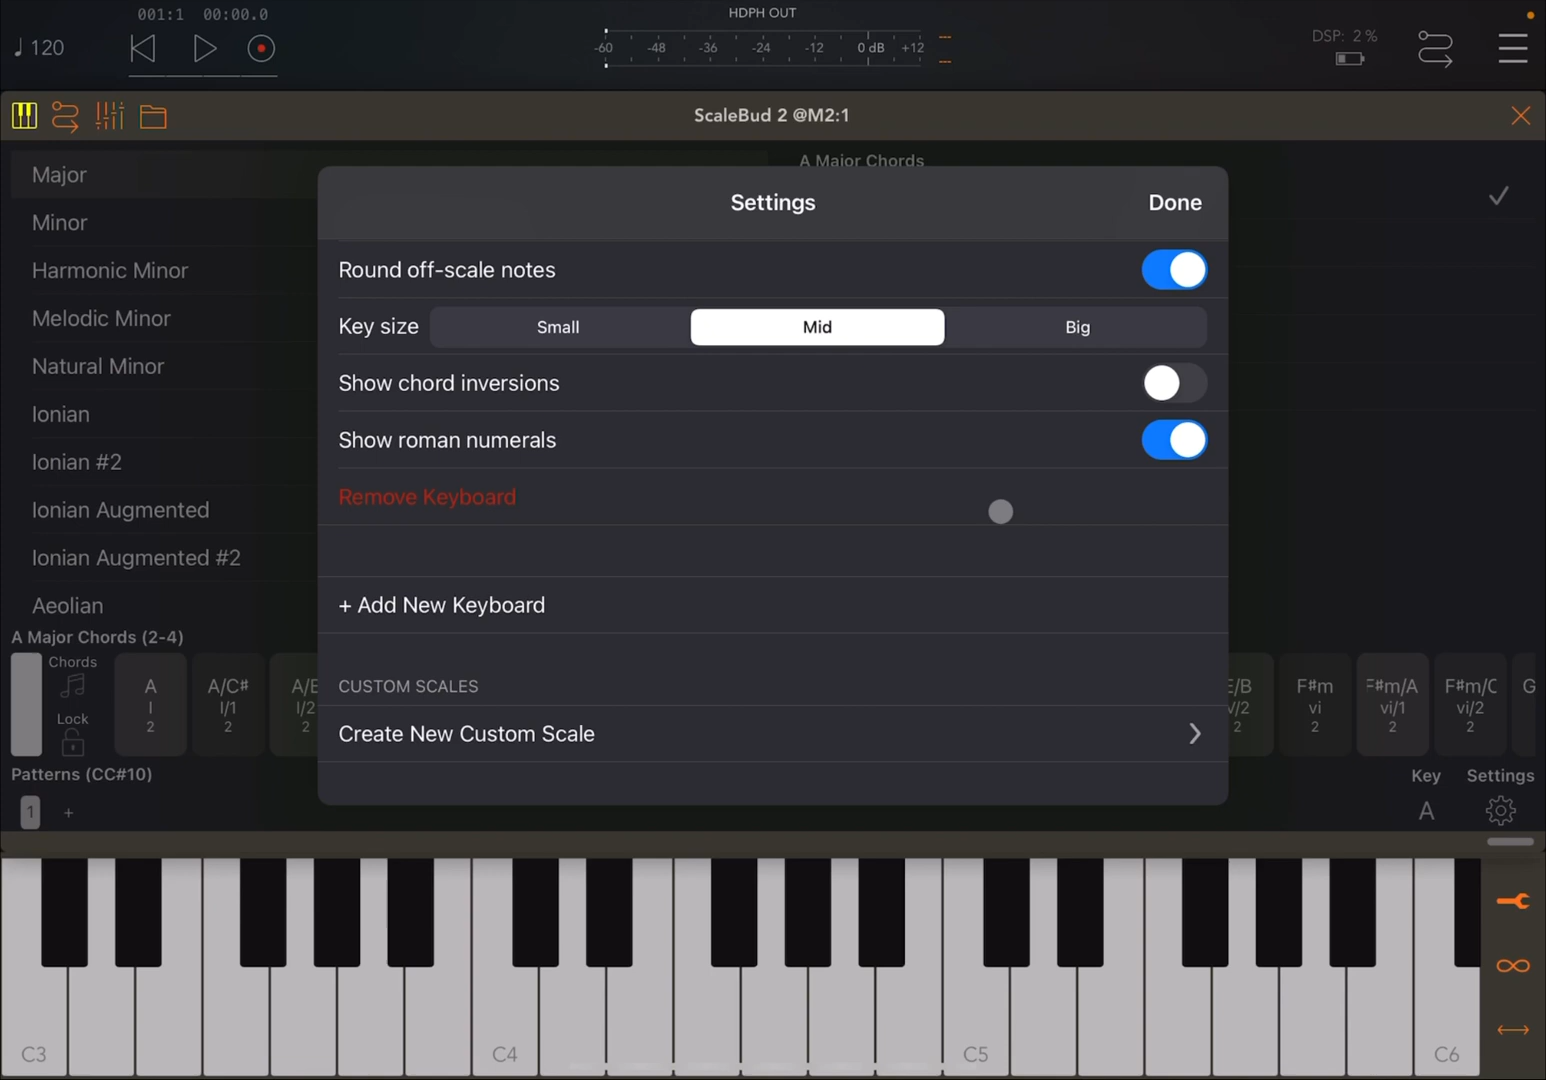 001:1 00:00.0
HDPH OUT
120
-60 -48 -36 -24 -12 0 dB +12
DSP: 2 %
ScaleBud 2 @M2:1
A Major Chords
Major
Minor
Harmonic Minor
Melodic Minor
Natural Minor
Ionian
Ionian #2
Ionian Augmented
Ionian Augmented #2
Aeolian
Settings
Done
Round off-scale notes
Key size
Small Mid Big
Show chord inversions
Show roman numerals
Remove Keyboard
+ Add New Keyboard
CUSTOM SCALES
Create New Custom Scale
A Major Chords (2-4)
Chords
Lock
A
I
2
A/C#
I/1
2
I/2
2
/B
/2
2
F#m
vi
2
F#m/A
vi/1
2
F#m/C
vi/2
2
G
Patterns (CC#10)
1 +
Key Settings
A
C3 C4 C5 C6